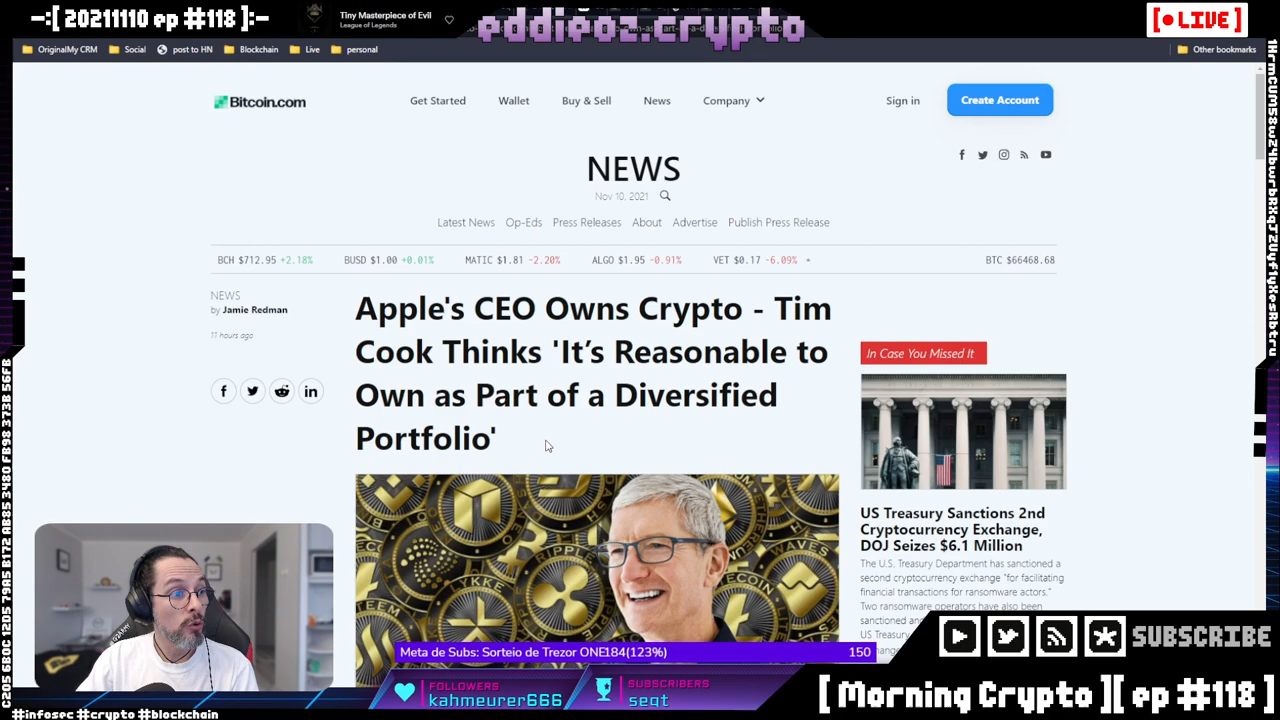 -:[ 20211110 ep #118 ]:-
Tiny Masterpiece of Evil
League of Legends
eddieoz.crypto
[ • LIVE ]
OriginalMy CRM
Social
post to HN
Blockchain
Live
personal
Other bookmarks
Bitcoin.com
Get Started
Wallet
Buy & Sell
News
Company
Sign in
Create Account
NEWS
Nov 10, 2021
Latest News
Op-Eds
Press Releases
About
Advertise
Publish Press Release
BCH $712.95 +2.18%
BUSD $1.00 +0.01%
MATIC $1.81 -2.20%
ALGO $1.95 -0.91%
VET $0.17 -6.09%
BTC $66468.68
NEWS
by Jamie Redman
11 hours ago
Apple's CEO Owns Crypto - Tim
Cook Thinks 'It’s Reasonable to
Own as Part of a Diversified
Portfolio'
In Case You Missed It
US Treasury Sanctions 2nd
Cryptocurrency Exchange,
DOJ Seizes $6.1 Million
The U.S. Treasury Department has sanctioned a
second cryptocurrency exchange "for facilitating
financial transactions for ransomware actors."
Two ransomware operators have also been
sanctioned and
US Treasury
Meta de Subs: Sorteio de Trezor ONE184(123%)
150
FOLLOWERS
kahmeurer666
SUBSCRIBERS
seqt
SUBSCRIBE
[ Morning Crypto ][ ep #118 ]
#infosec #crypto #blockchain